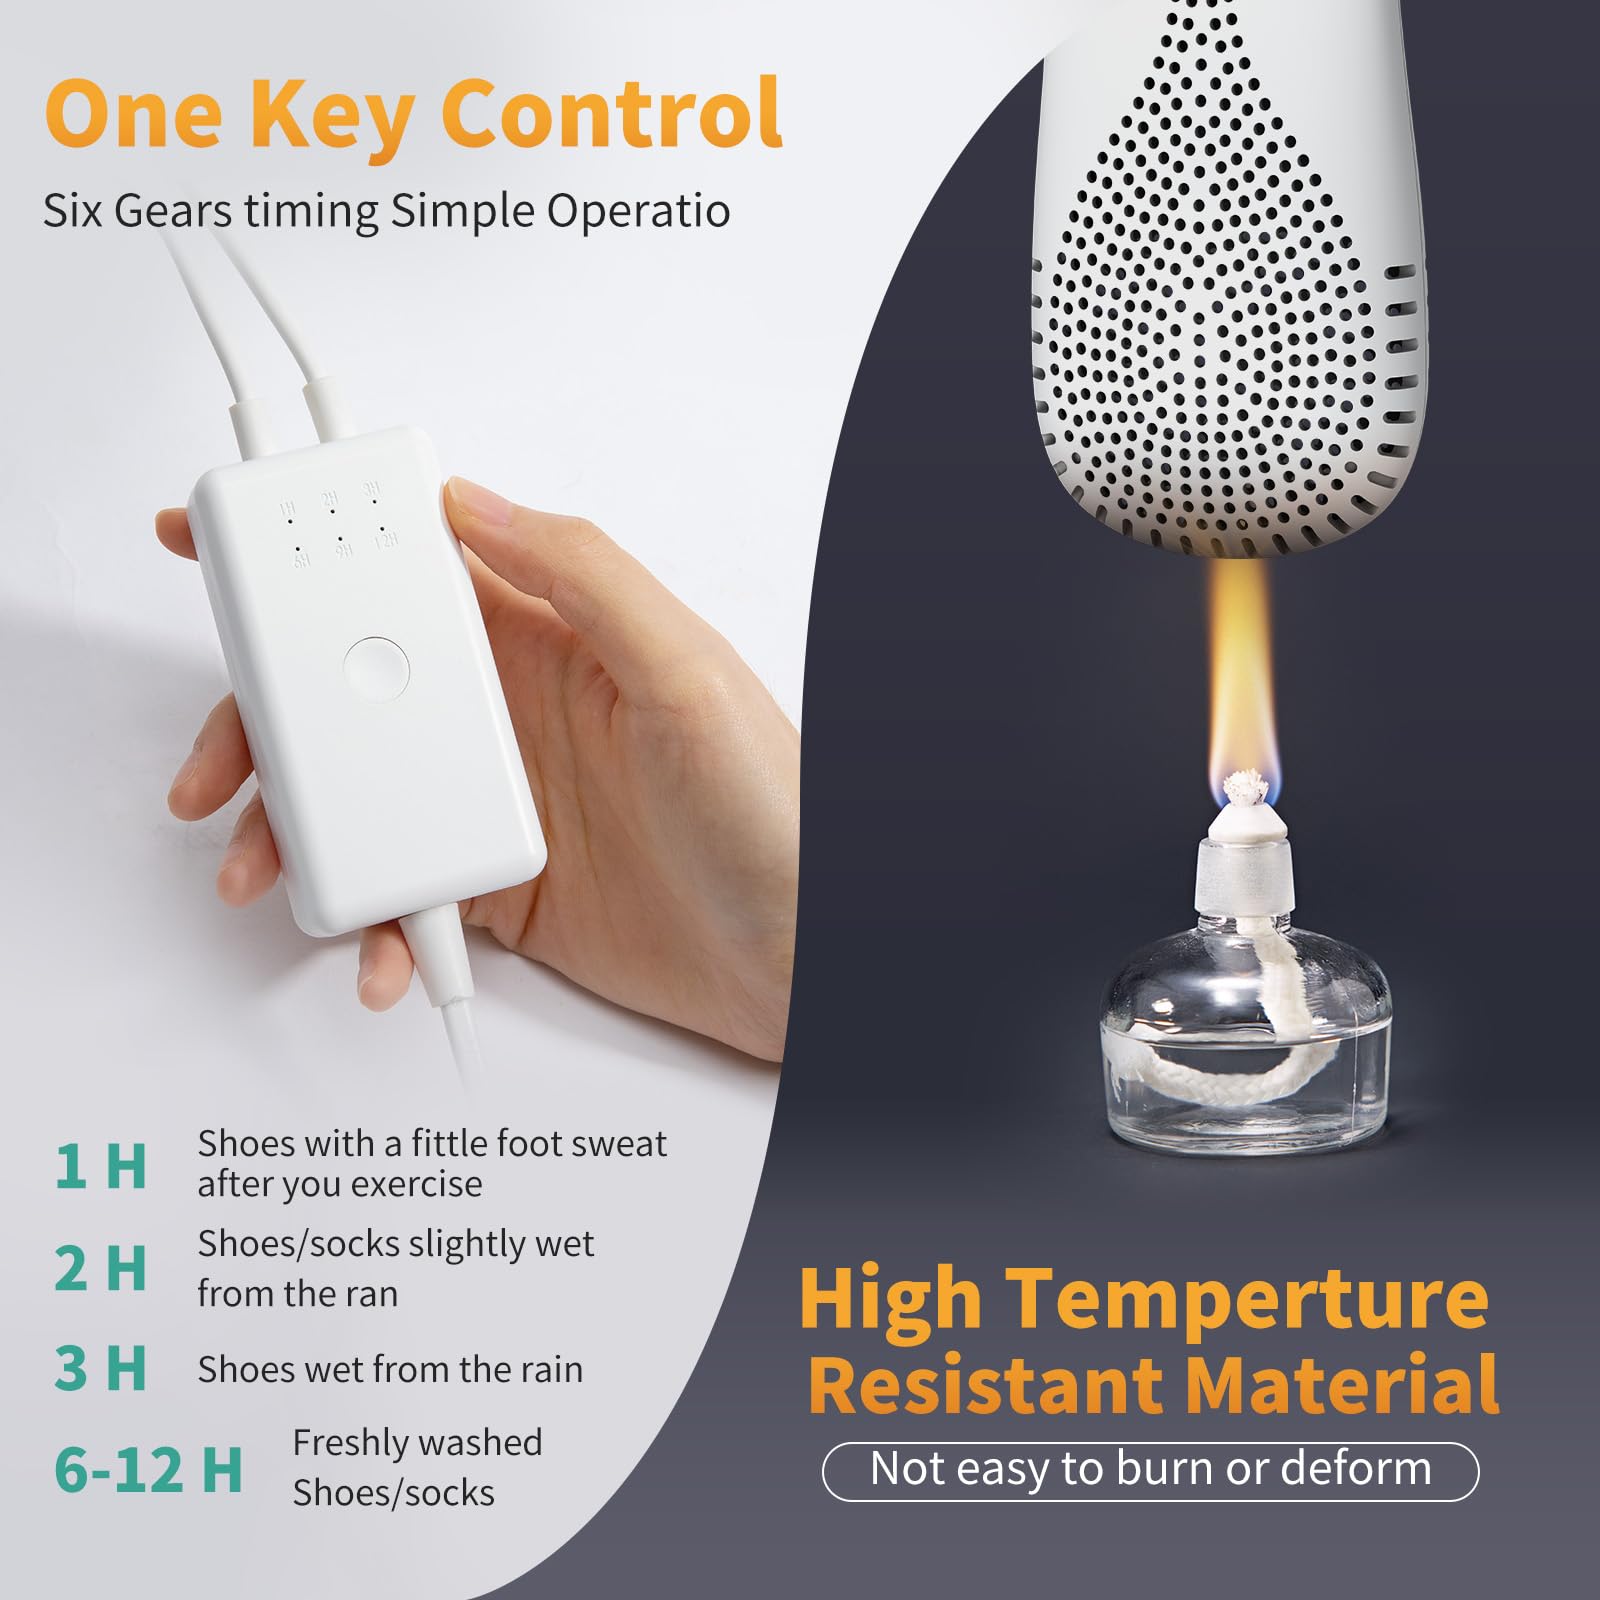 One Key Control
Six Gears timing Simple Operatio
1H 2H 3H
6H 9H 12H
1 H
Shoes with a fittle foot sweat
after you exercise
2 H
Shoes/socks slightly wet
from the ran
3 H
Shoes wet from the rain
6-12 H
Freshly washed
Shoes/socks
High Temperture
Resistant Material
Not easy to burn or deform